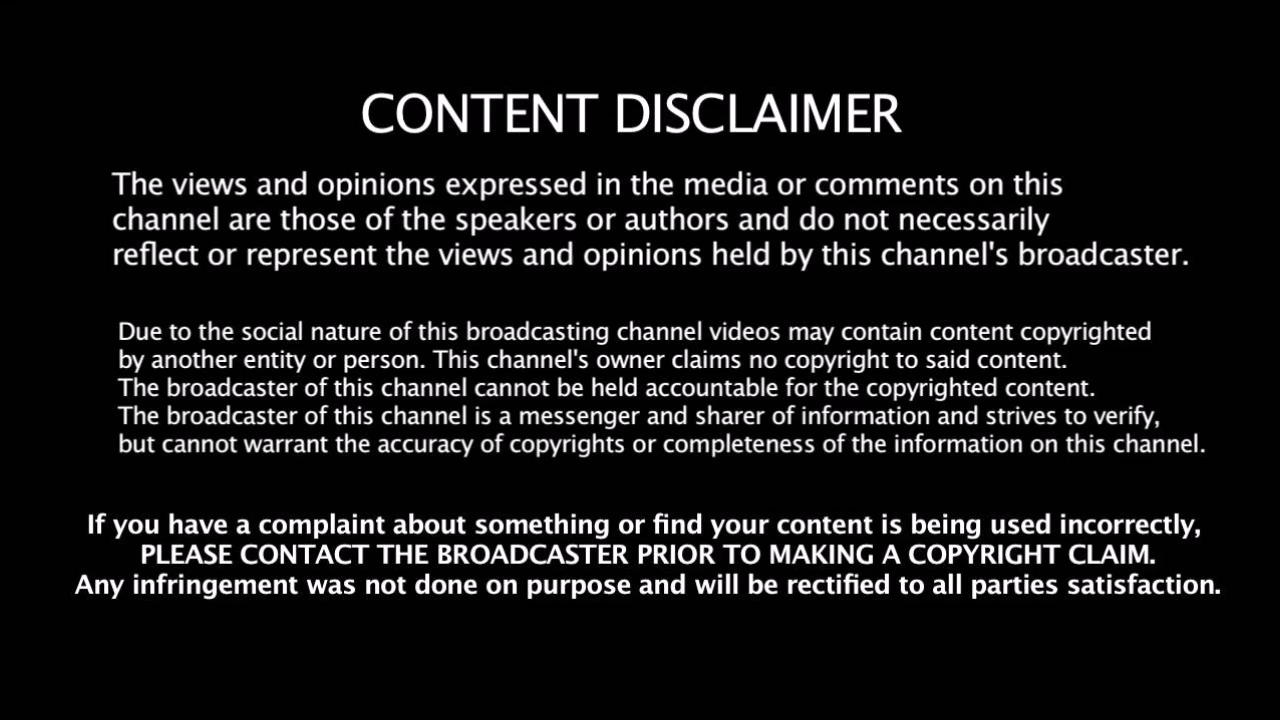 CONTENT DISCLAIMER
The views and opinions expressed in the media or comments on this
channel are those of the speakers or authors and do not necessarily
reflect or represent the views and opinions held by this channel's broadcaster.
Due to the social nature of this broadcasting channel videos may contain content copyrighted
by another entity or person. This channel's owner claims no copyright to said content.
The broadcaster of this channel cannot be held accountable for the copyrighted content.
The broadcaster of this channel is a messenger and sharer of information and strives to verify,
but cannot warrant the accuracy of copyrights or completeness of the information on this channel.
If you have a complaint about something or find your content is being used incorrectly,
PLEASE CONTACT THE BROADCASTER PRIOR TO MAKING A COPYRIGHT CLAIM.
Any infringement was not done on purpose and will be rectified to all parties satisfaction.